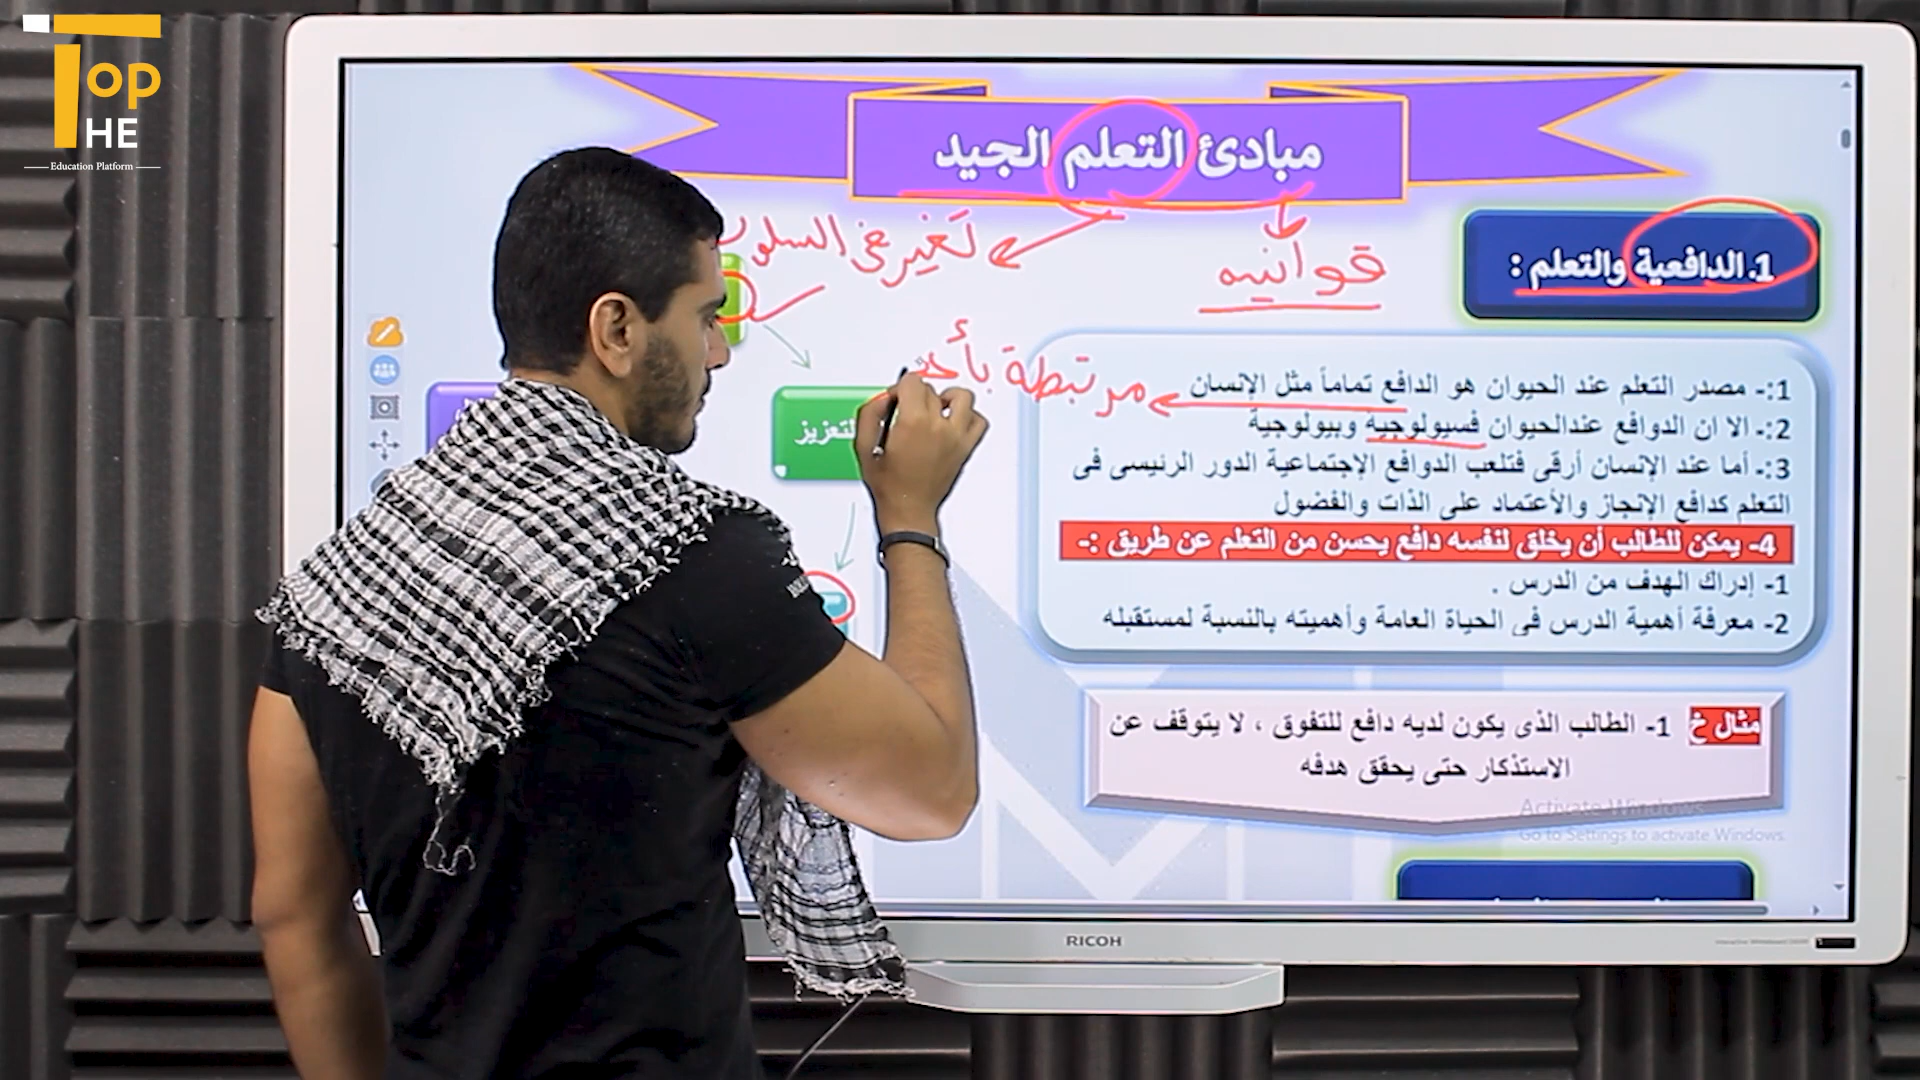 TOP
THE
Education Platform
مبادئ التعلم الجيد
تغير في السلوك
قوانين
1.الدافعية والتعلم :
مرتبطة
1:- مصدر التعلم عند الحيوان هو الدافع تماماً مثل الإنسان
2:- الا ان الدوافع عندالحيوان فسيولوجية وبيولوجية
3:- أما عند الإنسان أرقى فتلعب الدوافع الإجتماعية الدور الرئيسى فى
التعلم كدافع الإنجاز والأعتماد على الذات والفضول
4- يمكن للطالب أن يخلق لنفسه دافع يحسن من التعلم عن طريق :-
1- إدراك الهدف من الدرس .
2- معرفة أهمية الدرس فى الحياة العامة وأهميته بالنسبة لمستقبله
التعزيز
مثال خ 1- الطالب الذى يكون لديه دافع للتفوق ، لا يتوقف عن
الاستذكار حتى يحقق هدفه
Activate Windows
Go to Settings to activate Windows.
RICOH